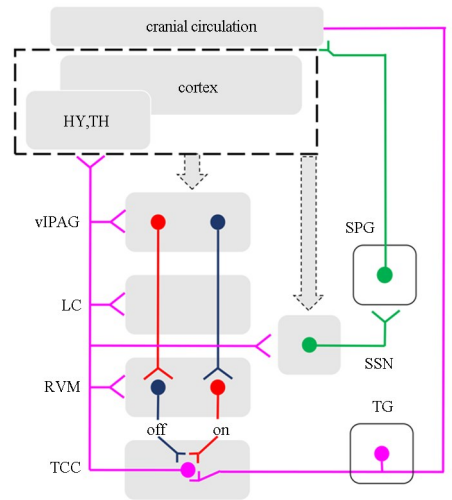 cranial circulation
cortex
HY,TH
vlPAG
SPG
LC
SSN
RVM
TG
off
on
TCC